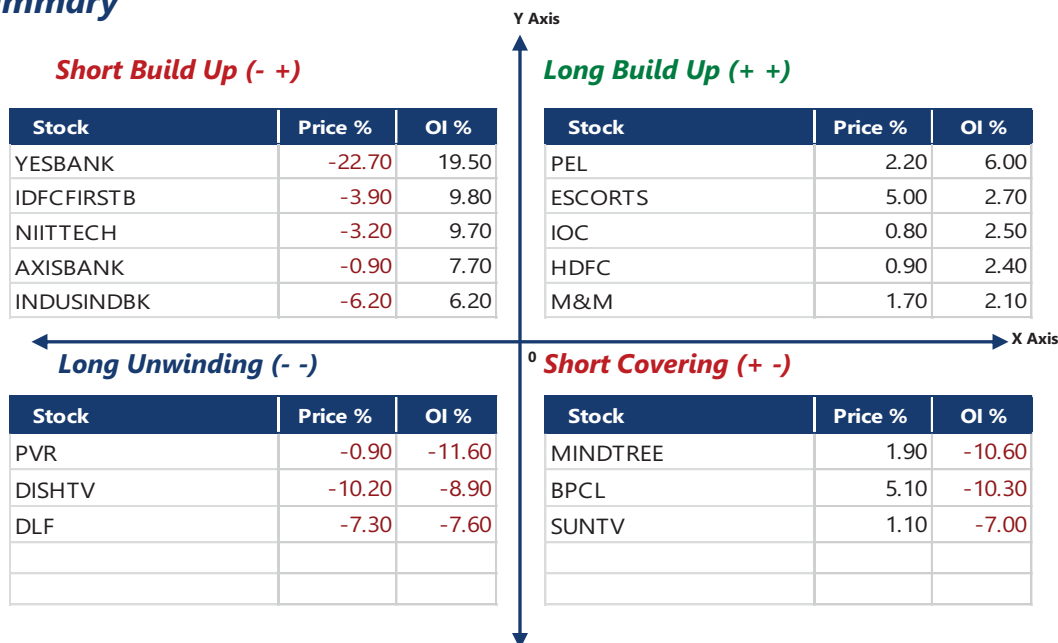 Y Axis
Short Build Up (- +)
Stock Price % OI %
YESBANK -22.70 19.50
IDFCFIRSTB -3.90 9.80
NIITTECH -3.20 9.70
AXISBANK -0.90 7.70
INDUSINDBK -6.20 6.20
Long Build Up (+ +)
Stock Price % OI %
PEL 2.20 6.00
ESCORTS 5.00 2.70
IOC 0.80 2.50
HDFC 0.90 2.40
M&M 1.70 2.10
X Axis
0
Long Unwinding (- -)
Stock Price % OI %
PVR -0.90 -11.60
DISHTV -10.20 -8.90
DLF -7.30 -7.60
Short Covering (+ -)
Stock Price % OI %
MINDTREE 1.90 -10.60
BPCL 5.10 -10.30
SUNTV 1.10 -7.00